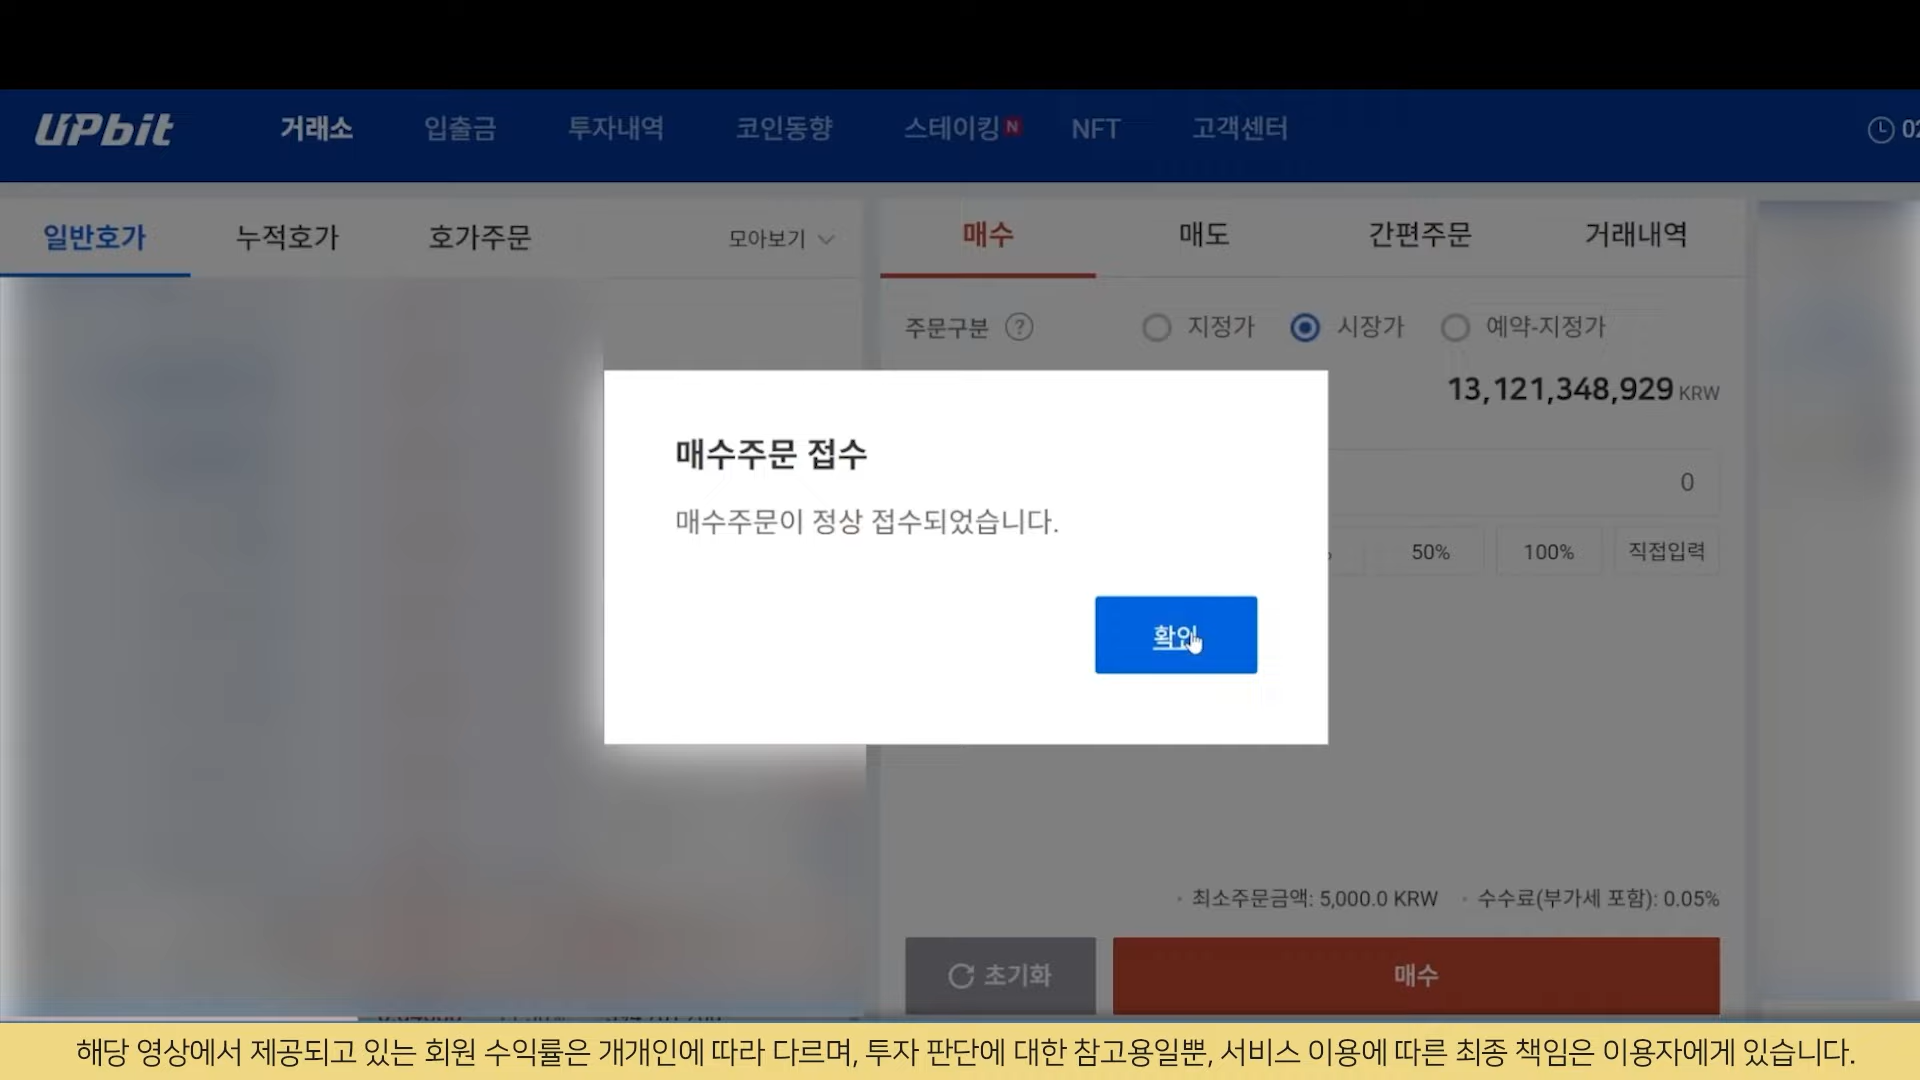 UPbit 거래소 입출금 투자내역 코인동향 스테이킹 N NFT 고객센터
일반호가 누적호가 호가주문 모아보기
매수 매도 간편주문 거래내역
주문구분 ? 지정가 시장가 예약-지정가
13,121,348,929 KRW
매수주문 접수
매수주문이 정상 접수되었습니다.
확인
0
50% 100% 직접입력
· 최소주문금액: 5,000.0 KRW · 수수료(부가세 포함): 0.05%
초기화 매수
해당 영상에서 제공되고 있는 회원 수익률은 개개인에 따라 다르며, 투자 판단에 대한 참고용일뿐, 서비스 이용에 따른 최종 책임은 이용자에게 있습니다.